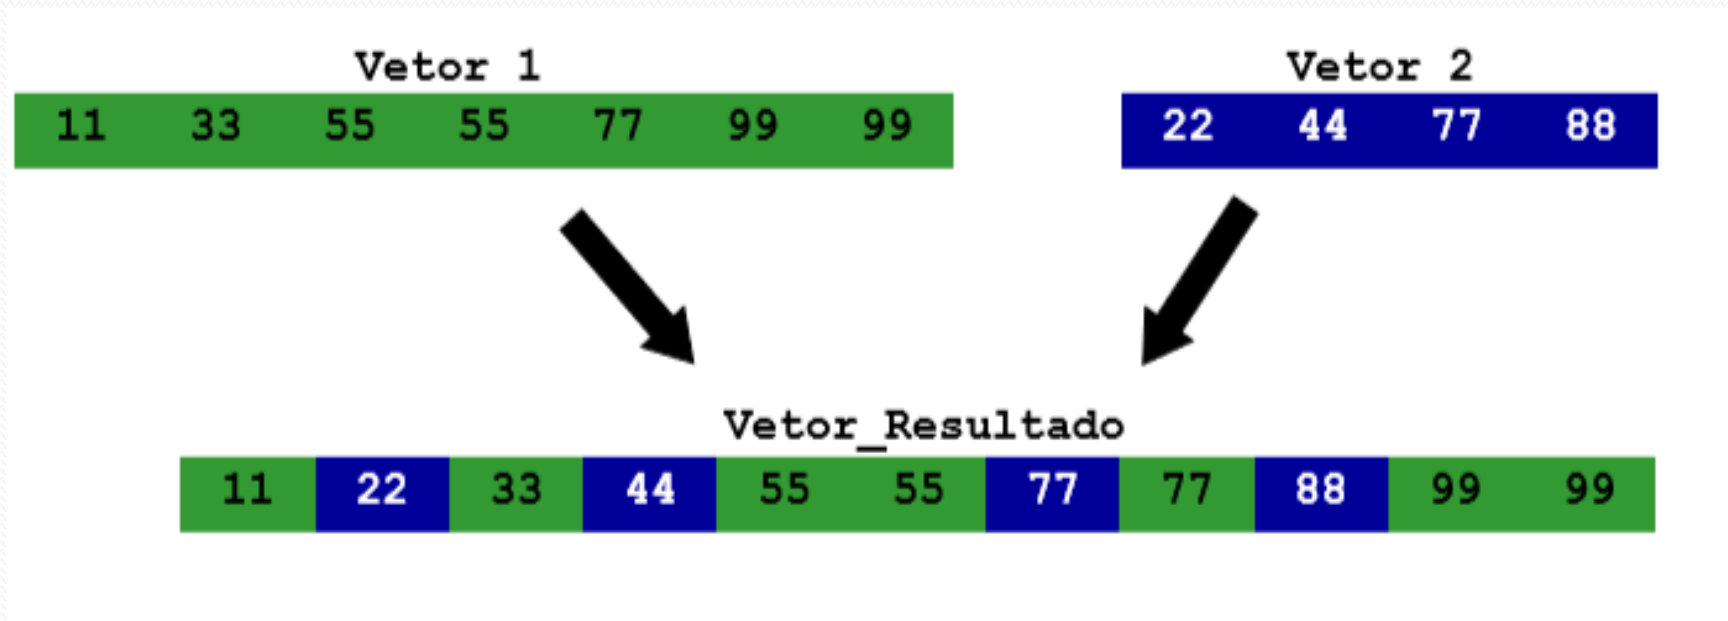 Vetor 1
Vetor 2
11 33 55 55 77 99 99
22 44 77 88
Vetor_Resultado
11 22 33 44 55 55 77 77 88 99 99